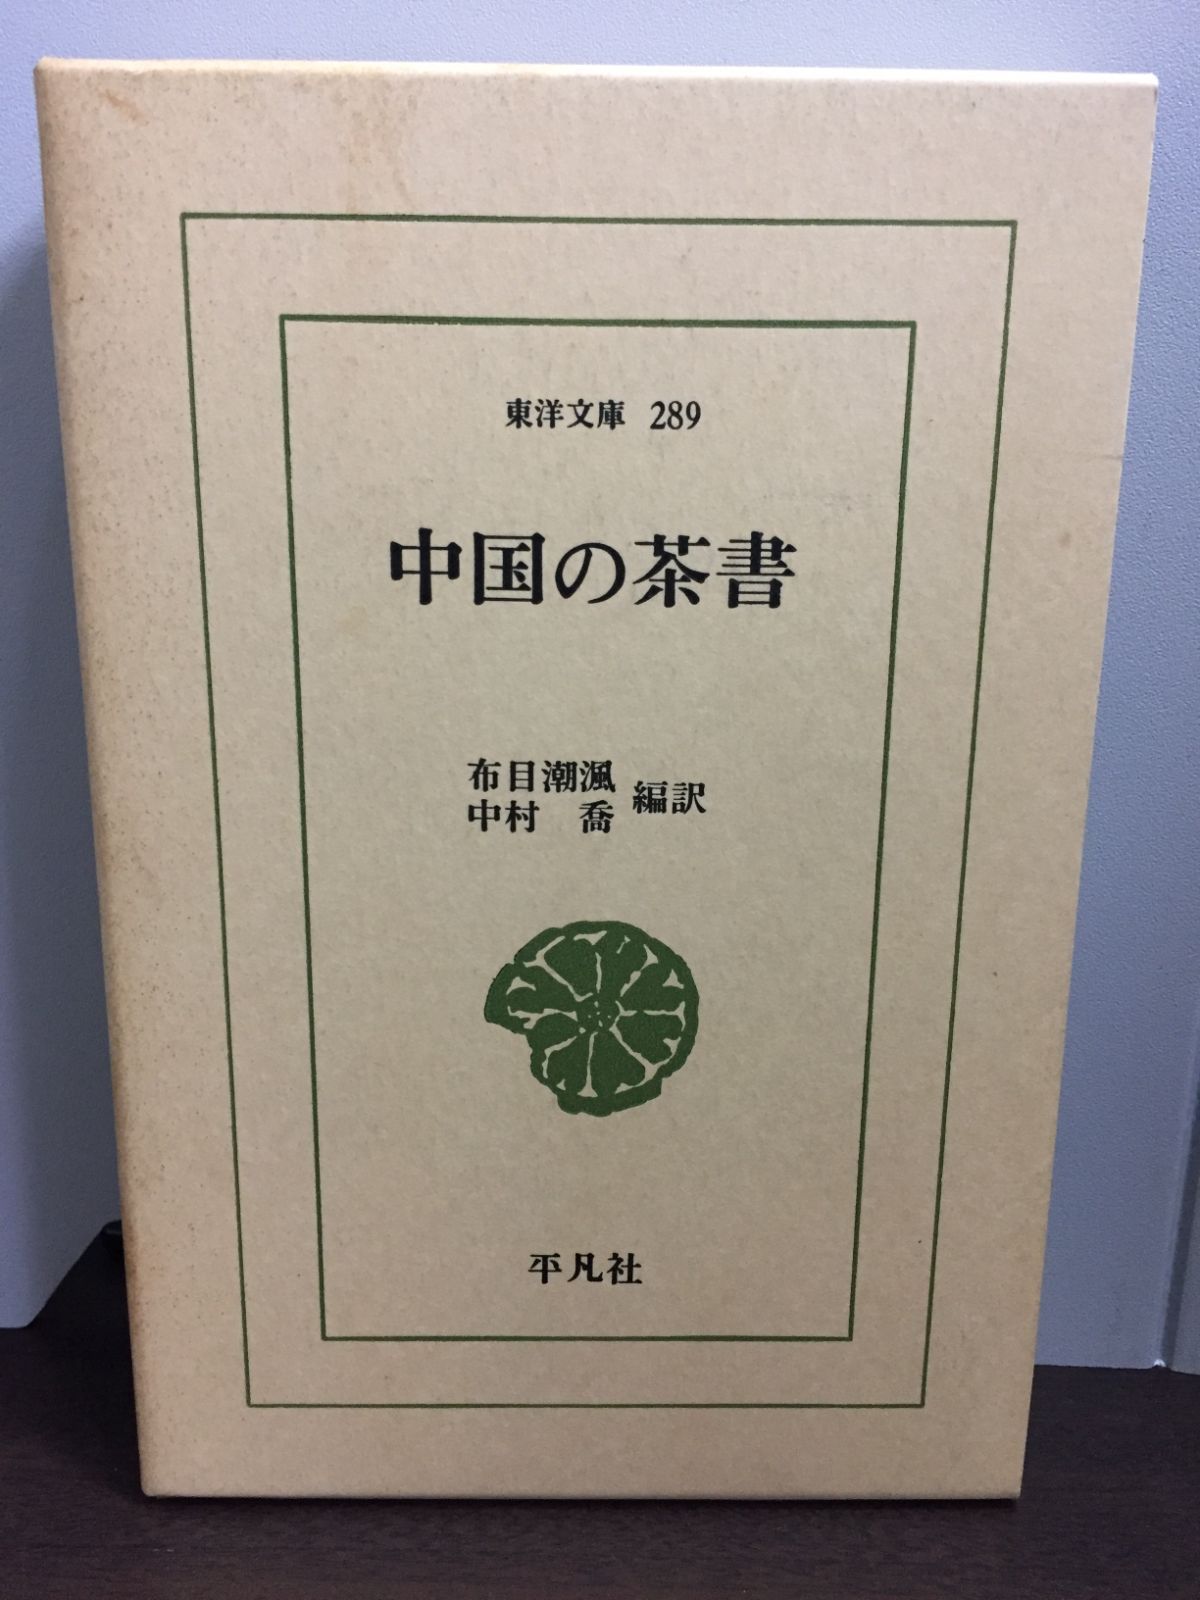 東洋文庫 289
中国の茶書
布目潮渢
中村 喬 編訳
平凡社